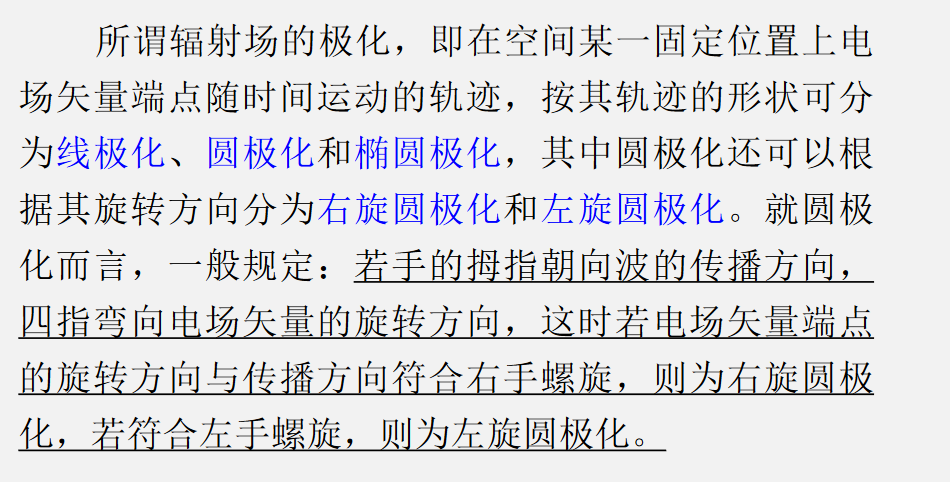 所谓辐射场的极化，即在空间某一固定位置上电
场矢量端点随时间运动的轨迹，按其轨迹的形状可分
为线极化、圆极化和椭圆极化，其中圆极化还可以根
据其旋转方向分为右旋圆极化和左旋圆极化。就圆极
化而言，一般规定：若手的拇指朝向波的传播方向，
四指弯向电场矢量的旋转方向，这时若电场矢量端点
的旋转方向与传播方向符合右手螺旋，则为右旋圆极
化，若符合左手螺旋，则为左旋圆极化。